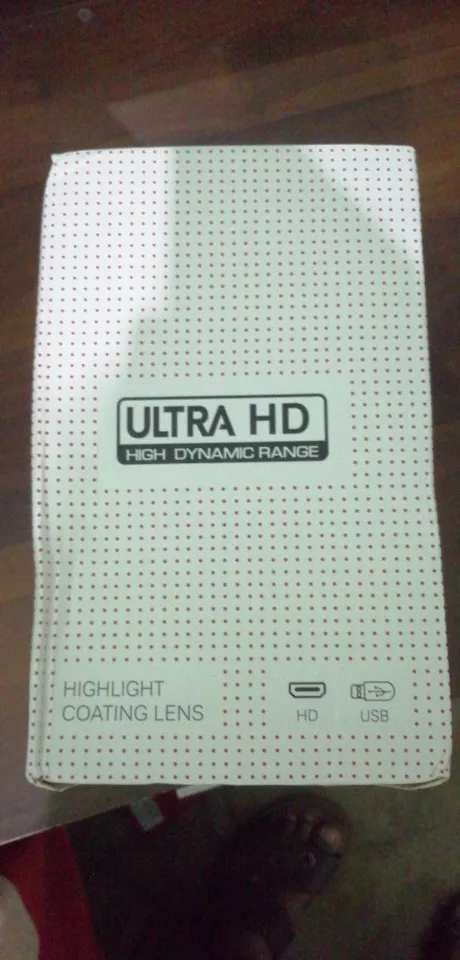 ULTRA HD
HIGH DYNAMIC RANGE
HIGHLIGHT
COATING LENS
HD
USB